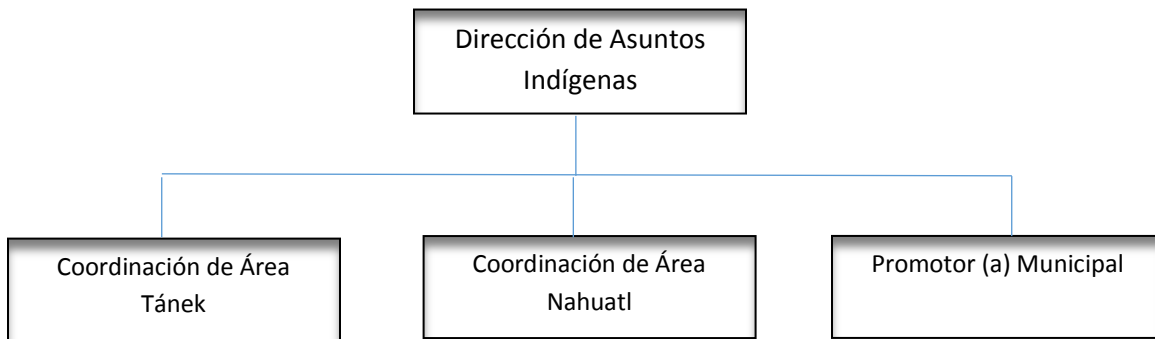 Dirección de Asuntos
Indígenas
Coordinación de Área
Tánek
Coordinación de Área
Nahuatl
Promotor (a) Municipal